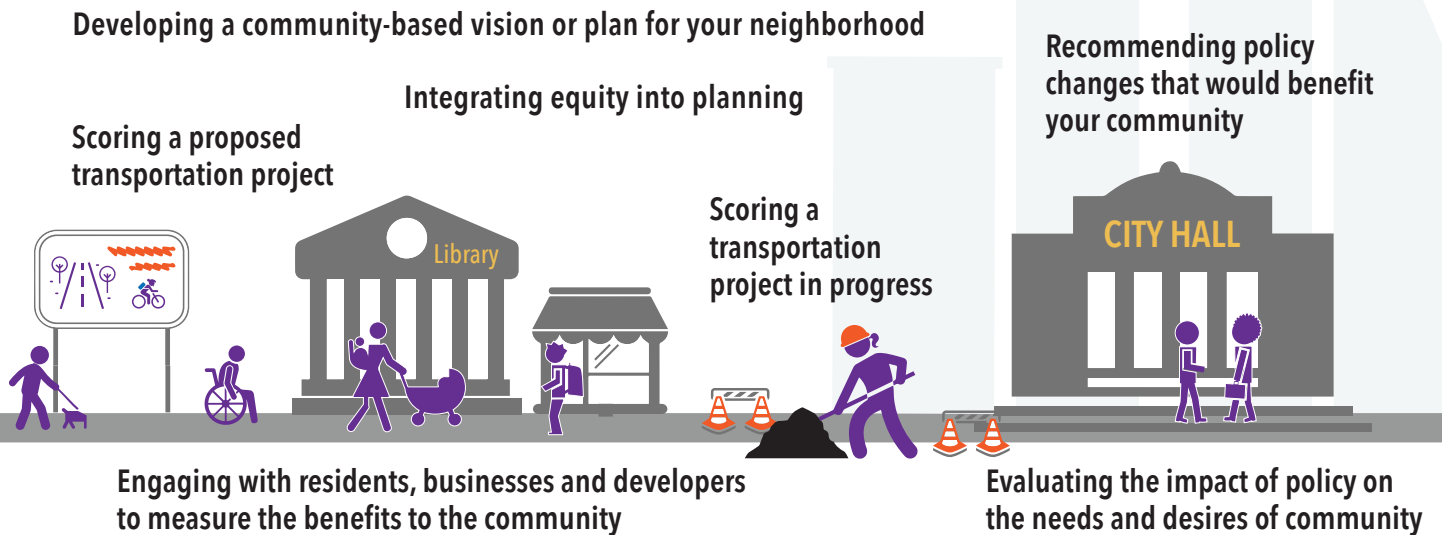 Developing a community-based vision or plan for your neighborhood
Integrating equity into planning
Scoring a proposed
transportation project
Recommending policy
changes that would benefit
your community
Scoring a
transportation
project in progress
Library
CITY HALL
Engaging with residents, businesses and developers
to measure the benefits to the community
Evaluating the impact of policy on
the needs and desires of community